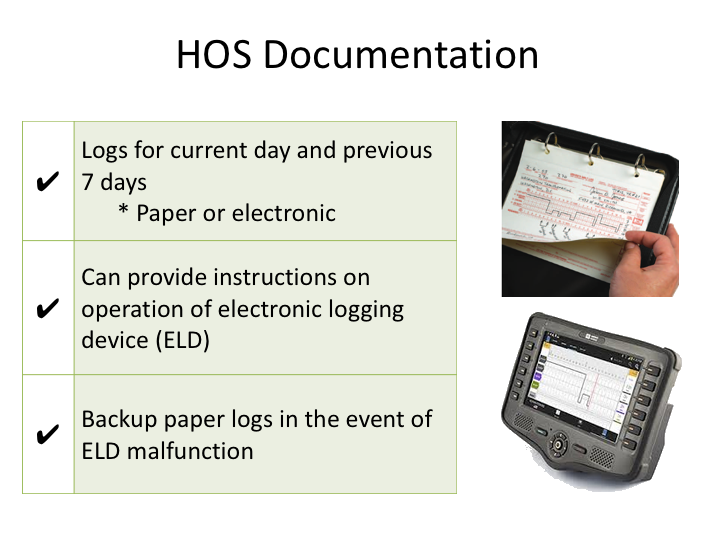 HOS Documentation
✔
Logs for current day and previous
7 days
* Paper or electronic
✔
Can provide instructions on
operation of electronic logging
device (ELD)
✔
Backup paper logs in the event of
ELD malfunction